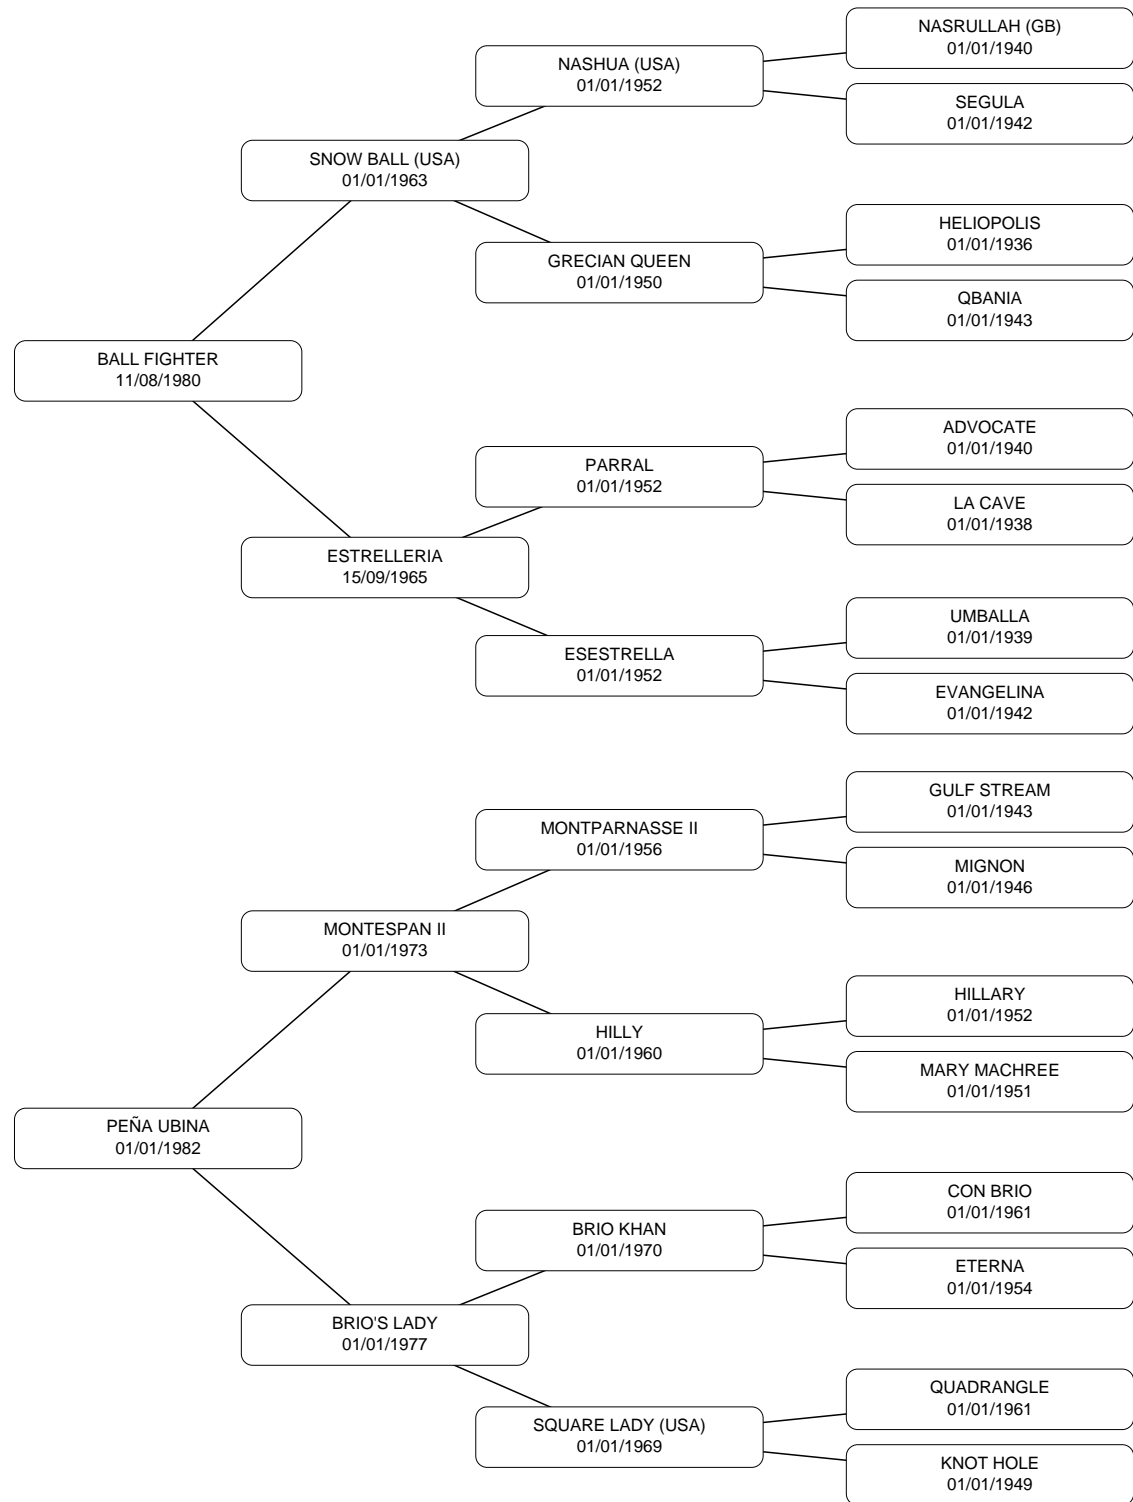 NASRULLAH (GB)
01/01/1940
NASHUA (USA)
01/01/1952
SEGULA
01/01/1942
SNOW BALL (USA)
01/01/1963
HELIOPOLIS
01/01/1936
GRECIAN QUEEN
01/01/1950
QBANIA
01/01/1943
BALL FIGHTER
11/08/1980
ADVOCATE
01/01/1940
PARRAL
01/01/1952
LA CAVE
01/01/1938
ESTRELLERIA
15/09/1965
UMBALLA
01/01/1939
ESESTRELLA
01/01/1952
EVANGELINA
01/01/1942
GULF STREAM
01/01/1943
MONTPARNASSE II
01/01/1956
MIGNON
01/01/1946
MONTESPAN II
01/01/1973
HILLARY
01/01/1952
HILLY
01/01/1960
MARY MACHREE
01/01/1951
PEÑA UBINA
01/01/1982
CON BRIO
01/01/1961
BRIO KHAN
01/01/1970
ETERNA
01/01/1954
BRIO'S LADY
01/01/1977
QUADRANGLE
01/01/1961
SQUARE LADY (USA)
01/01/1969
KNOT HOLE
01/01/1949